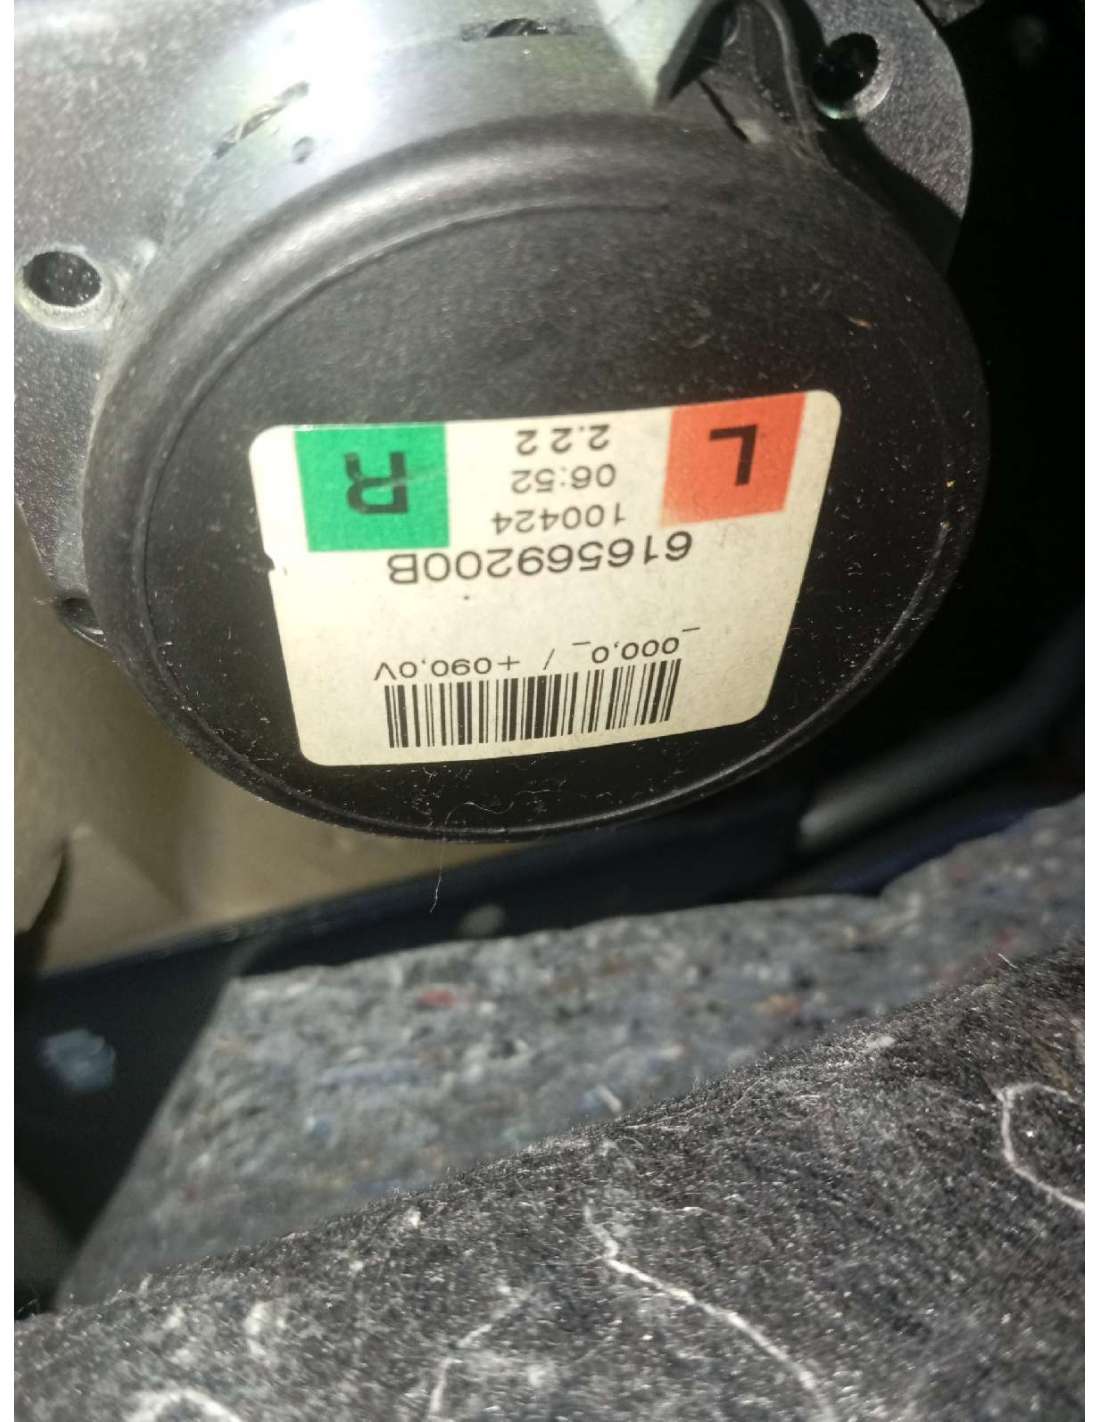 _000,0_ / +090,0V
616569200B
100424
L 06:52 R
2.2 2